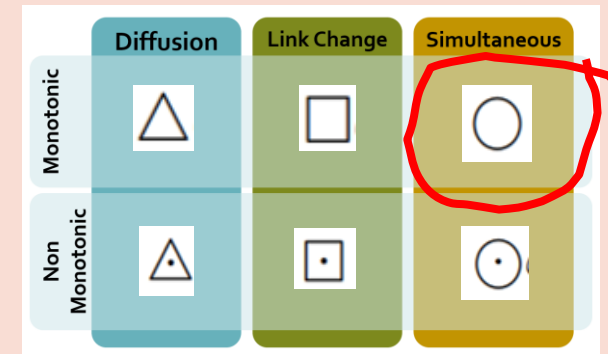 Diffusion
Link Change
Simultaneous
Monotonic
Non
Monotonic